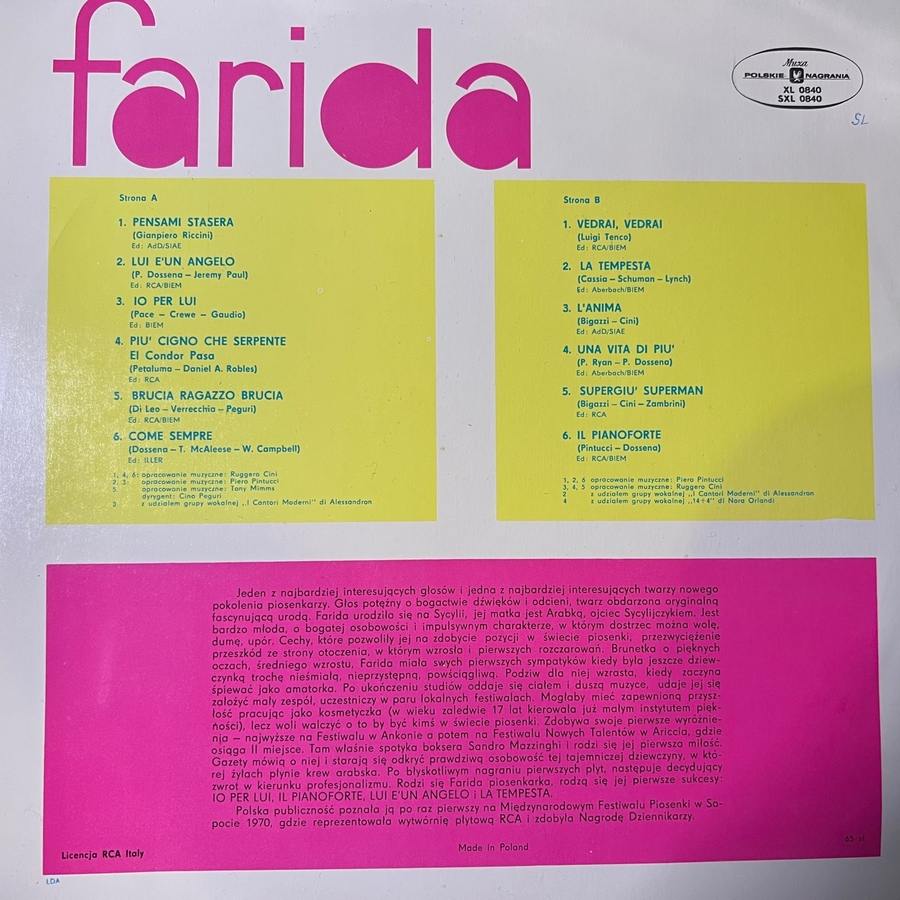 farida
Muza
POLSKIE NAGRANIA
XL 0840
SXL 0840
SL
Strona A
1. PENSAMI STASERA
(Gianpiero Riccini)
Ed: AdD/SIAE
2. LUI E'UN ANGELO
(P. Dossena – Jeremy Paul)
Ed: RCA/BIEM
3. IO PER LUI
(Pace – Crewe – Gaudio)
Ed: BIEM
4. PIU' CIGNO CHE SERPENTE
El Condor Pasa
(Petaluma – Daniel A. Robles)
Ed: RCA
5. BRUCIA RAGAZZO BRUCIA
(Di Leo – Verrecchia – Peguri)
Ed: RCA/BIEM
6. COME SEMPRE
(Dossena – T. McAleese – W. Campbell)
Ed: ILLER
1, 4, 6: opracowanie muzyczne: Ruggero Cini
2, 3: opracowanie muzyczne: Piero Pintucci
5 opracowanie muzyczne: Tony Mimms
dyrygent: Cino Peguri
3 z udziałem grupy wokalnej „I Cantori Moderni" di Alessandron
Strona B
1. VEDRAI, VEDRAI
(Luigi Tenco)
Ed: RCA/BIEM
2. LA TEMPESTA
(Cassia – Schuman – Lynch)
Ed: Aberbach/BIEM
3. L'ANIMA
(Bigazzi – Cini)
Ed: AdD/SIAE
4. UNA VITA DI PIU'
(P. Ryan – P. Dossena)
Ed: Aberbach/BIEM
5. SUPERGIU' SUPERMAN
(Bigazzi – Cini – Zambrini)
Ed: RCA
6. IL PIANOFORTE
(Pintucci – Dossena)
Ed: RCA/BIEM
1, 2, 6 opracowanie muzyczne: Piero Pintucci
3, 4, 5 opracowanie muzyczne: Ruggero Cini
2 z udziałem grupy wokalnej „I Cantori Moderni" di Alessandron
4 z udziałem grupy wokalnej „14+4" di Nora Orlandi
Jeden z najbardziej interesujących głosów i jedna z najbardziej interesujących twarzy nowego
pokolenia piosenkarzy. Głos potężny o bogactwie dźwięków i odcieni, twarz obdarzona oryginalną
fascynującą urodą. Farida urodziła się na Sycylii, jej matka jest Arabką, ojciec Sycylijczykiem. Jest
bardzo młoda, o bogatej osobowości i impulsywnym charakterze, w którym dostrzec można wolę,
dumę, upór. Cechy, które pozwoliły jej na zdobycie pozycji w świecie piosenki, przezwyciężenie
przeszkód ze strony otoczenia, w którym wzrosła i pierwszych rozczarowań. Brunetka o pięknych
oczach, średniego wzrostu, Farida miała swych pierwszych sympatyków kiedy była jeszcze dziew-
czynką trochę nieśmiałą, nieprzystępną, powściągliwą. Podziw dla niej wzrasta, kiedy zaczyna
śpiewać jako amatorka. Po ukończeniu studiów oddaje się ciałem i duszą muzyce, udaje jej się
założyć mały zespół, uczestniczy w paru lokalnych festiwalach. Mogłaby mieć zapewnioną przysz-
łość pracując jako kosmetyczka (w wieku zaledwie 17 lat kierowała już małym instytutem pięk-
ności), lecz woli walczyć o to by być kimś w świecie piosenki. Zdobywa swoje pierwsze wyróżnie-
nia – najwyższe na Festiwalu w Ankonie a potem na Festiwalu Nowych Talentów w Ariccia, gdzie
osiąga II miejsce. Tam właśnie spotyka boksera Sandro Mazzinghi i rodzi się jej pierwsza miłość.
Gazety mówią o niej i starają się odkryć prawdziwą osobowość tej tajemniczej dziewczyny, w któ-
rej żyłach płynie krew arabska. Po błyskotliwym nagraniu pierwszych płyt, następuje decydujący
zwrot w kierunku profesjonalizmu. Rodzi się Farida piosenkarka, rodzą się jej pierwsze sukcesy:
IO PER LUI, IL PIANOFORTE, LUI E'UN ANGELO i LA TEMPESTA.
Polska publiczność poznała ją po raz pierwszy na Międzynarodowym Festiwalu Piosenki w So-
pocie 1970, gdzie reprezentowała wytwórnię płytową RCA i zdobyła Nagrodę Dziennikarzy.
65 zł
Made In Poland
Licencja RCA Italy
LDA